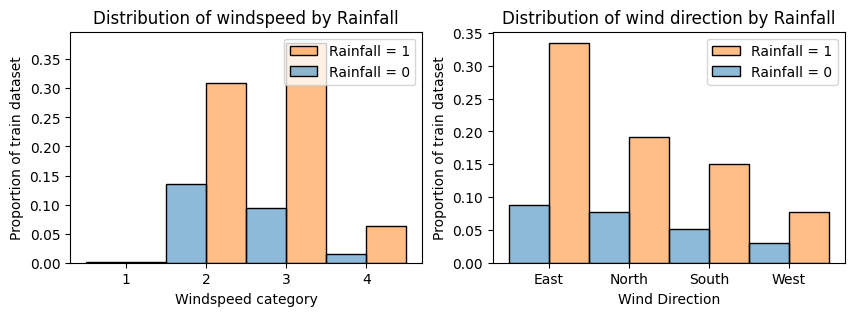 Distribution of windspeed by Rainfall
Proportion of train dataset
0.35
0.30
0.25
0.20
0.15
0.10
0.05
0.00
Rainfall = 1
Rainfall = 0
1 2 3 4
Windspeed category
Distribution of wind direction by Rainfall
Proportion of train dataset
0.35
0.30
0.25
0.20
0.15
0.10
0.05
0.00
Rainfall = 1
Rainfall = 0
East North South West
Wind Direction